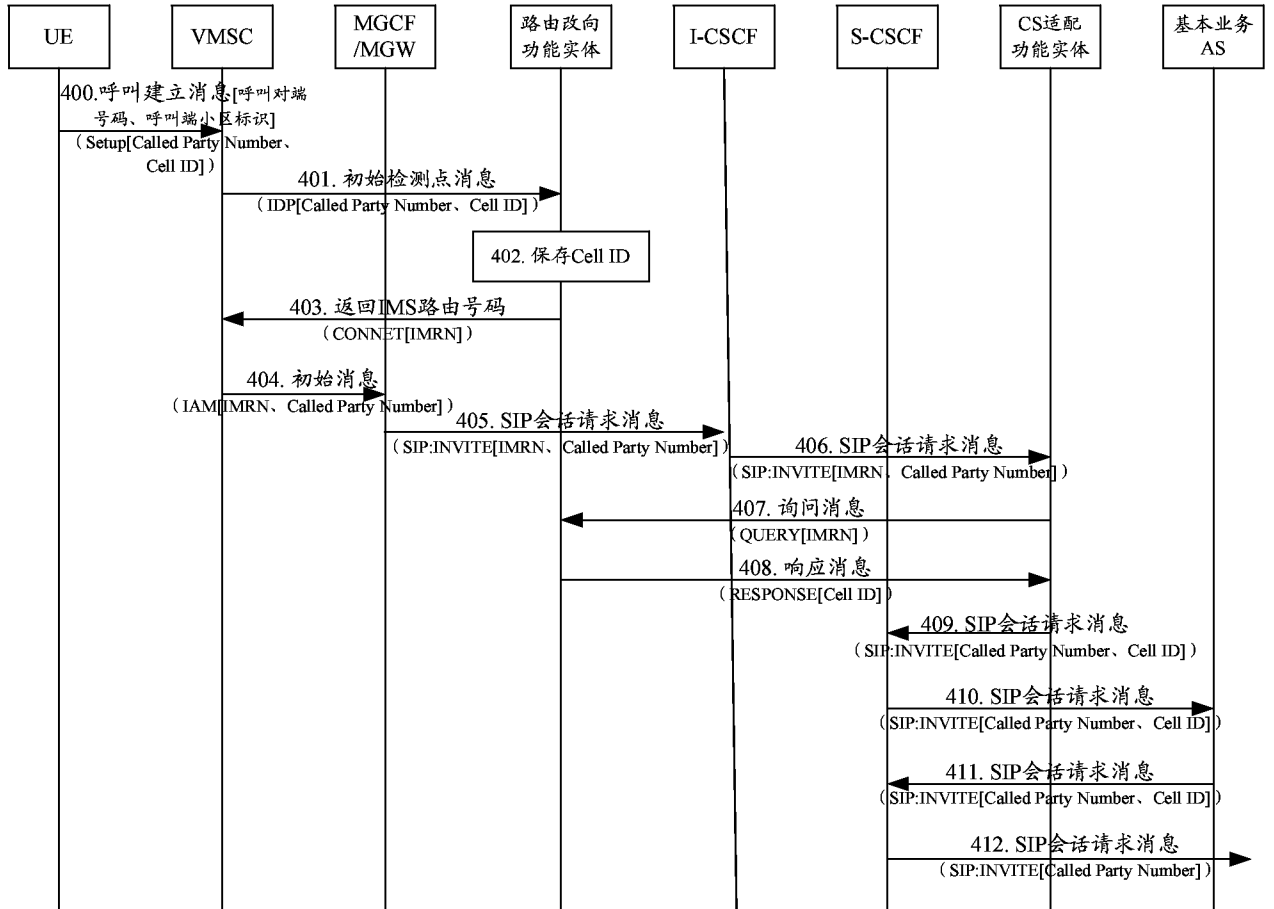 UE
VMSC
MGCF
/MGW
路由改向
功能实体
I-CSCF
S-CSCF
CS适配
功能实体
基本业务
AS
400.呼叫建立消息[呼叫对端
号码、呼叫端小区标识]
（Setup[Called Party Number、
Cell ID]）
401. 初始检测点消息
（IDP[Called Party Number、Cell ID]）
402. 保存Cell ID
403. 返回IMS路由号码
（CONNET[IMRN]）
404. 初始消息
（IAM[IMRN、Called Party Number]）
405. SIP会话请求消息
（SIP:INVITE[IMRN、Called Party Number]）
406. SIP会话请求消息
（SIP:INVITE[IMRN、Called Party Number]）
407. 询问消息
（QUERY[IMRN]）
408. 响应消息
（RESPONSE[Cell ID]）
409. SIP会话请求消息
（SIP:INVITE[Called Party Number、Cell ID]）
410. SIP会话请求消息
（SIP:INVITE[Called Party Number、Cell ID]）
411. SIP会话请求消息
（SIP:INVITE[Called Party Number、Cell ID]）
412. SIP会话请求消息
（SIP:INVITE[Called Party Number]）